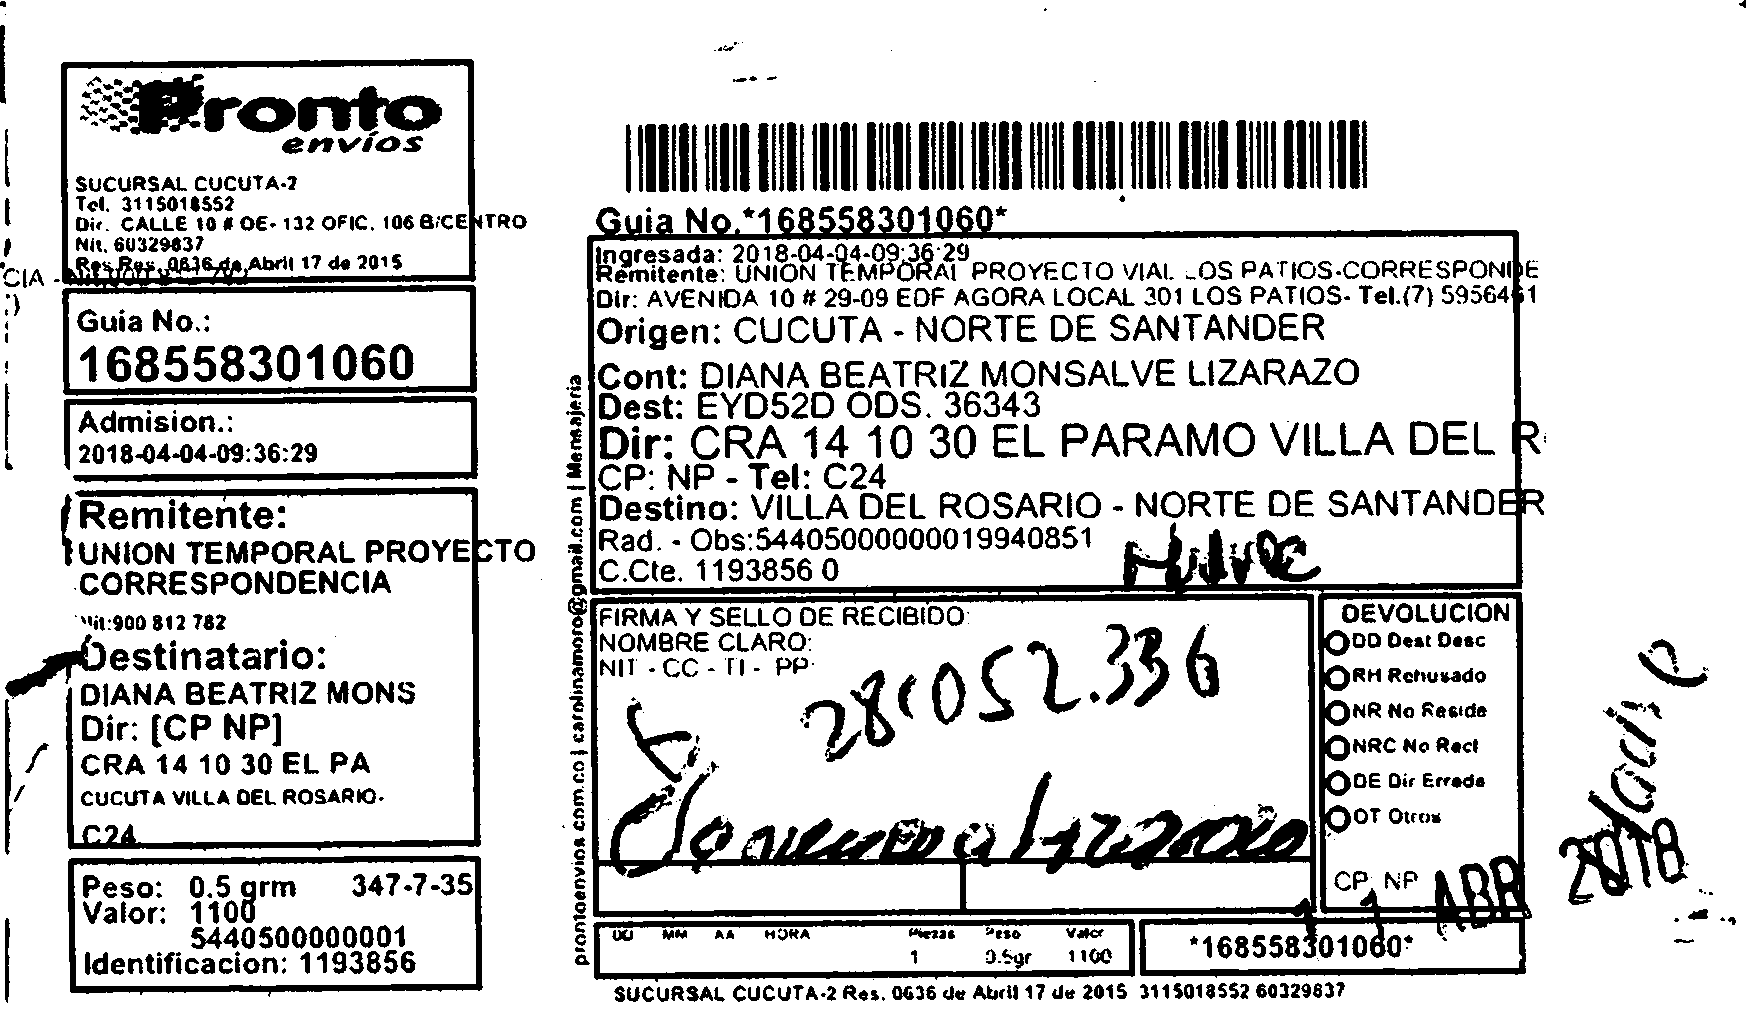 Pronto
envíos
SUCURSAL CUCUTA-2
Tel. 3115018552
Dir. CALLE 10 # OE- 132 OFIC. 106 B/CENTRO
Nit. 60329837
Res Res. 0636 de Abril 17 de 2015
CIA -
Guia No.:
168558301060
Admision.:
2018-04-04-09:36:29
Remitente:
UNION TEMPORAL PROYECTO
CORRESPONDENCIA
Nit:900 812 782
Destinatario:
DIANA BEATRIZ MONS
Dir: [CP NP]
CRA 14 10 30 EL PA
CUCUTA VILLA DEL ROSARIO-
C24
Peso: 0.5 grm 347-7-35
Valor: 1100
5440500000001
Identificacion: 1193856
prontoenvios.com.co | carolinamoro@gmail.com | Mensajeria
Guia No.*168558301060*
Ingresada: 2018-04-04-09:36:29
Remitente: UNION TEMPORAL PROYECTO VIAL LOS PATIOS-CORRESPONDE
Dir: AVENIDA 10 # 29-09 EDF AGORA LOCAL 301 LOS PATIOS- Tel.(7) 5956461
Origen: CUCUTA - NORTE DE SANTANDER
Cont: DIANA BEATRIZ MONSALVE LIZARAZO
Dest: EYD52D ODS. 36343
Dir: CRA 14 10 30 EL PARAMO VILLA DEL R
CP: NP - Tel: C24
Destino: VILLA DEL ROSARIO - NORTE DE SANTANDER
Rad. - Obs:54405000000019940851
C.Cte. 1193856 0
FIRMA Y SELLO DE RECIBIDO
NOMBRE CLARO:
NIT - CC - TI - PP
28.052.336
DEVOLUCION
DD Dest Desc
RH Rehusado
NR No Reside
NRC No Recl
DE Dir Errada
OT Otros
CP NP
ABR
2018
DD MM AA HORA Piezas Peso Valor
1 0.5gr 1100
*168558301060*
SUCURSAL CUCUTA-2 Res. 0636 de Abril 17 de 2015 3115018552 60329837